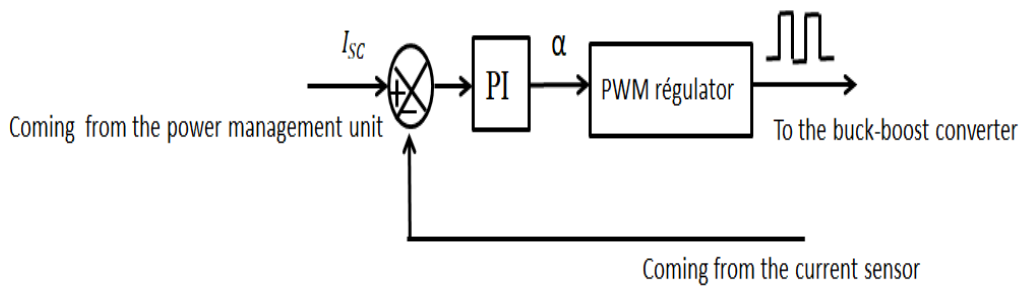 I_SC
α
+
−
PI
PWM régulator
Coming from the power management unit
To the buck-boost converter
Coming from the current sensor